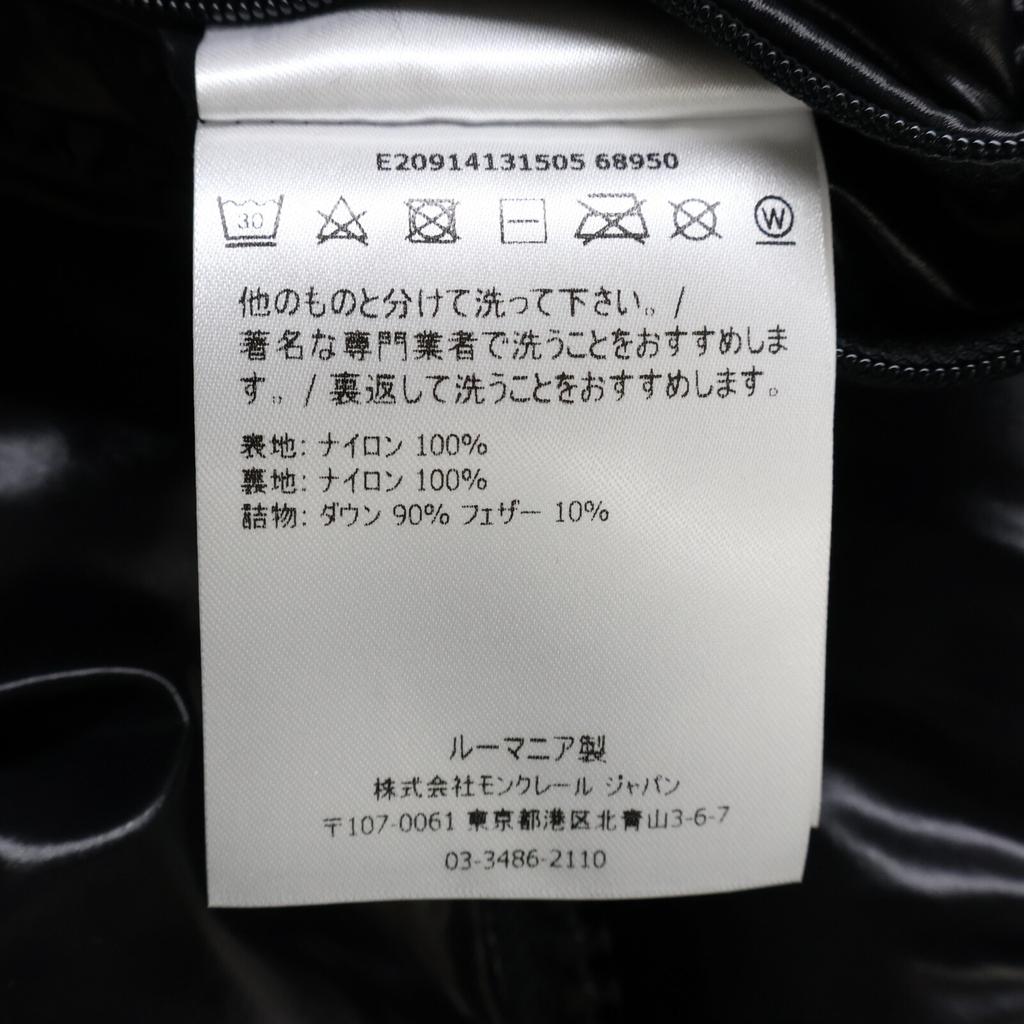 E20914131505 68950
30
W
他のものと分けて洗って下さい。/
著名な専門業者で洗うことをおすすめしま
す。/ 裏返して洗うことをおすすめします。
表地: ナイロン 100%
裏地: ナイロン 100%
詰物: ダウン 90% フェザー 10%
ルーマニア製
株式会社モンクレール ジャパン
〒107-0061 東京都港区北青山3-6-7
03-3486-2110